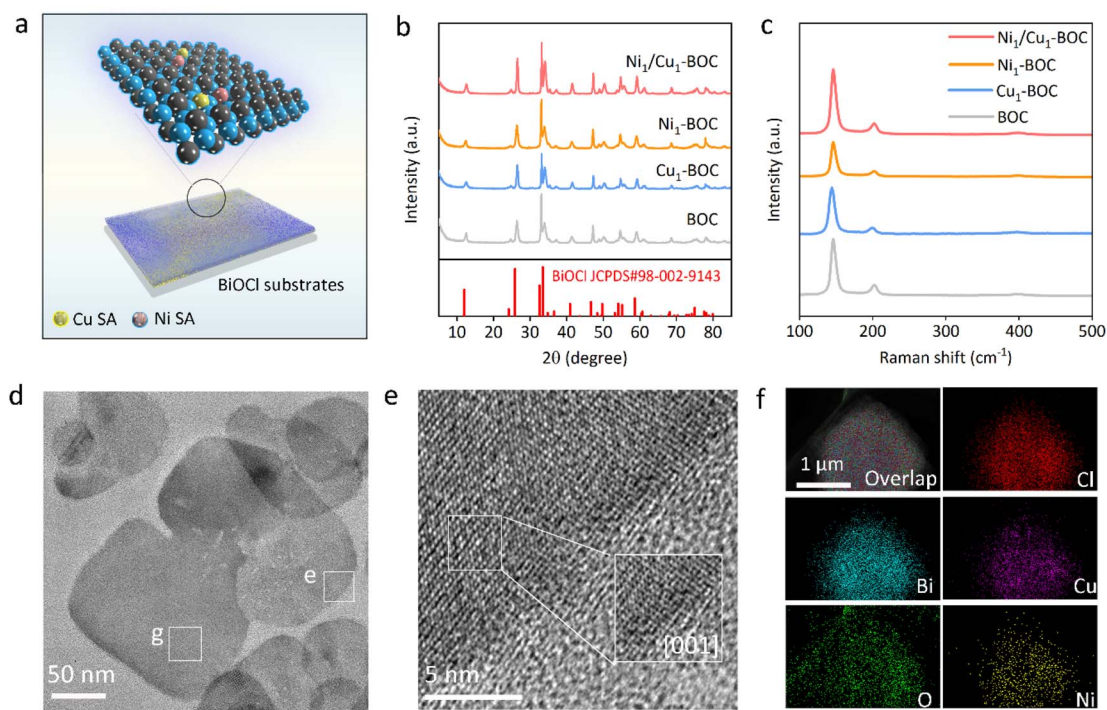 a
BiOCl substrates
Cu SA
Ni SA
b
Intensity (a.u.)
Ni₁/Cu₁-BOC
Ni₁-BOC
Cu₁-BOC
BOC
BiOCl JCPDS#98-002-9143
10 20 30 40 50 60 70 80
2θ (degree)
c
Intensity (a.u.)
Ni₁/Cu₁-BOC
Ni₁-BOC
Cu₁-BOC
BOC
100 200 300 400 500
Raman shift (cm⁻¹)
d
e
g
50 nm
e
[001]
5 nm
f
1 μm
Overlap
Cl
Bi
Cu
O
Ni